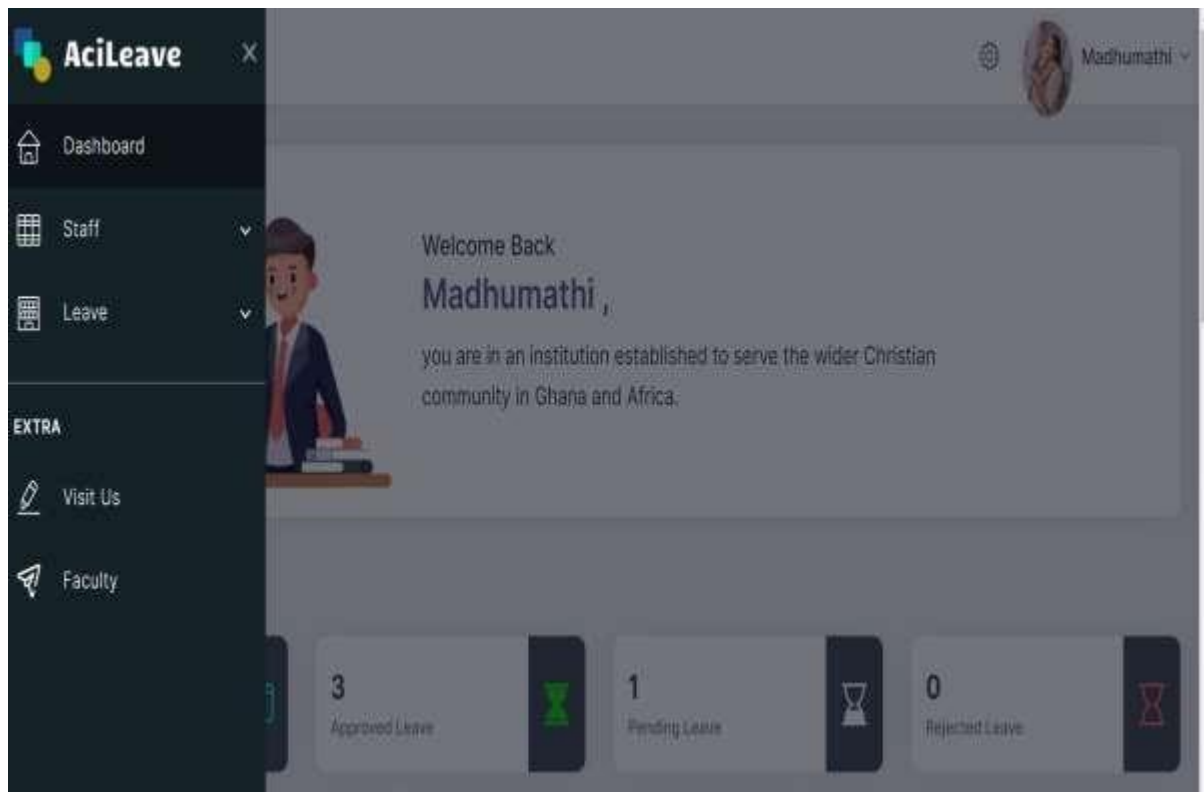 AciLeave
X
Madhumathi
Dashboard
Staff
Leave
EXTRA
Visit Us
Faculty
Welcome Back
Madhumathi ,
you are in an institution established to serve the wider Christian
community in Ghana and Africa.
3
Approved Leave
1
Pending Leave
0
Rejected Leave